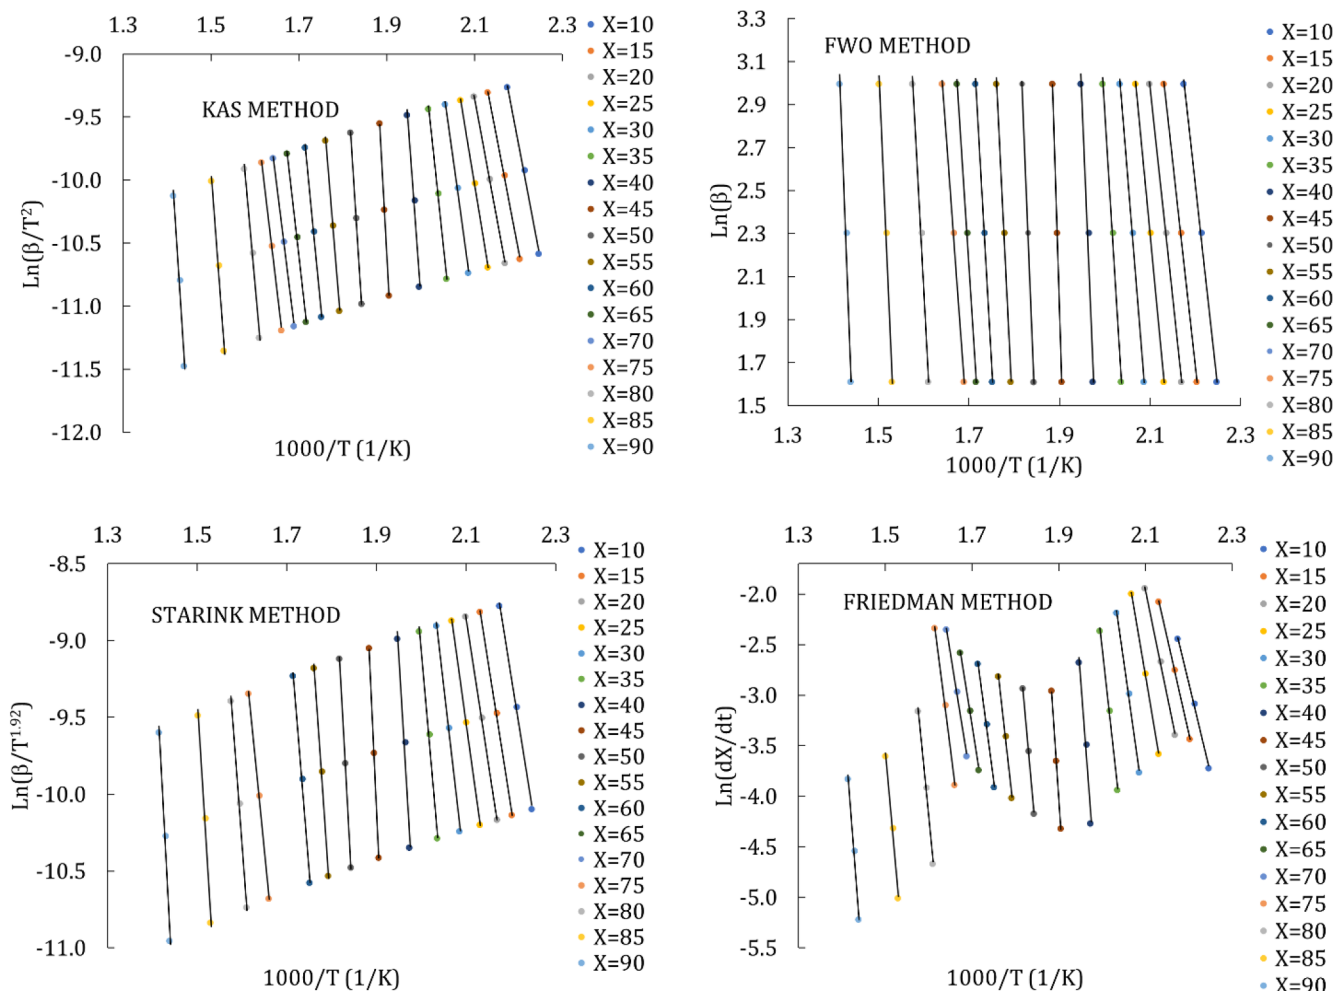 1.3 1.5 1.7 1.9 2.1 2.3
-9.0
-9.5
-10.0
-10.5
-11.0
-11.5
-12.0
KAS METHOD
Ln(β/T²)
1000/T (1/K)
X=10
X=15
X=20
X=25
X=30
X=35
X=40
X=45
X=50
X=55
X=60
X=65
X=70
X=75
X=80
X=85
X=90
3.3
3.1
2.9
2.7
2.5
2.3
2.1
1.9
1.7
1.5
FWO METHOD
Ln(β)
1.3 1.5 1.7 1.9 2.1 2.3
1000/T (1/K)
X=10
X=15
X=20
X=25
X=30
X=35
X=40
X=45
X=50
X=55
X=60
X=65
X=70
X=75
X=80
X=85
X=90
1.3 1.5 1.7 1.9 2.1 2.3
-8.5
-9.0
-9.5
-10.0
-10.5
-11.0
STARINK METHOD
Ln(β/T^1.92)
1000/T (1/K)
X=10
X=15
X=20
X=25
X=30
X=35
X=40
X=45
X=50
X=55
X=60
X=65
X=70
X=75
X=80
X=85
X=90
1.3 1.5 1.7 1.9 2.1 2.3
-2.0
-2.5
-3.0
-3.5
-4.0
-4.5
-5.0
-5.5
FRIEDMAN METHOD
Ln(dX/dt)
1000/T (1/K)
X=10
X=15
X=20
X=25
X=30
X=35
X=40
X=45
X=50
X=55
X=60
X=65
X=70
X=75
X=80
X=85
X=90